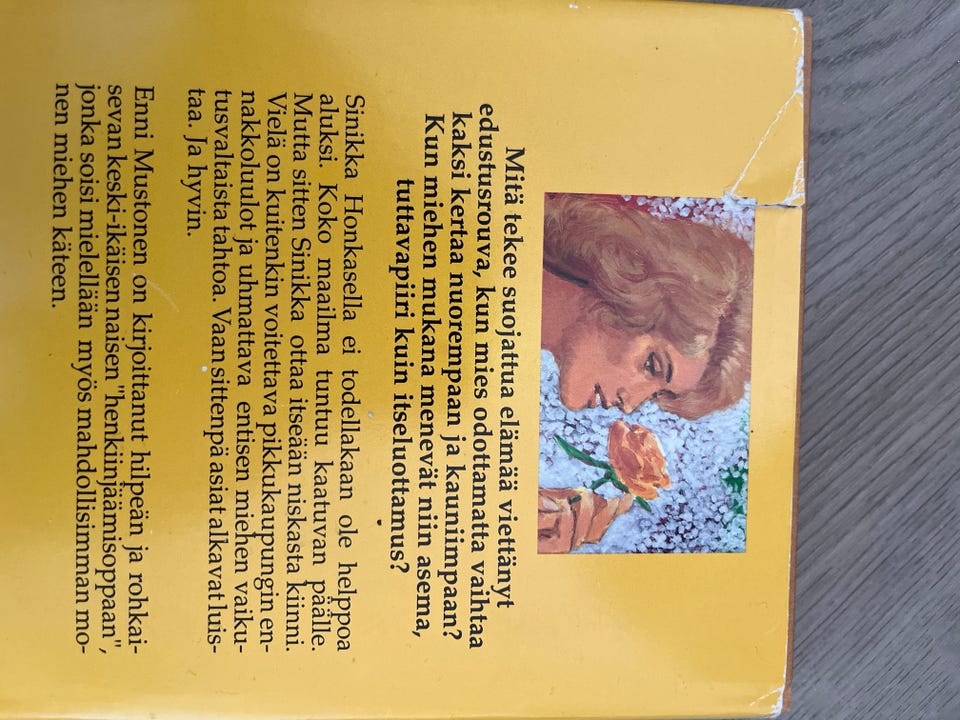 Mitä tekee suojattua elämää viettänyt
edustusrouva, kun mies odottamatta vaihtaa
kaksi kertaa nuorempaan ja kauniimpaan?
Kun miehen mukana menevät niin asema,
tuttavapiiri kuin itseluottamus?
Sinikka Honkasella ei todellakaan ole helppoa
aluksi. Koko maailma tuntuu kaatuvan päälle.
Mutta sitten Sinikka ottaa itseään niskasta kiinni.
Vielä on kuitenkin voitettava pikkukaupungin en-
nakkoluulot ja uhmattava entisen miehen vaiku-
tusvaltaista tahtoa. Vaan sittenpä asiat alkavat luis-
taa. Ja hyvin.
Enni Mustonen on kirjoittanut hilpeän ja rohkai-
sevan keski-ikäisen naisen "henkiinjäämisoppaan",
jonka soisi mielellään myös mahdollisimman mo-
nen miehen käteen.